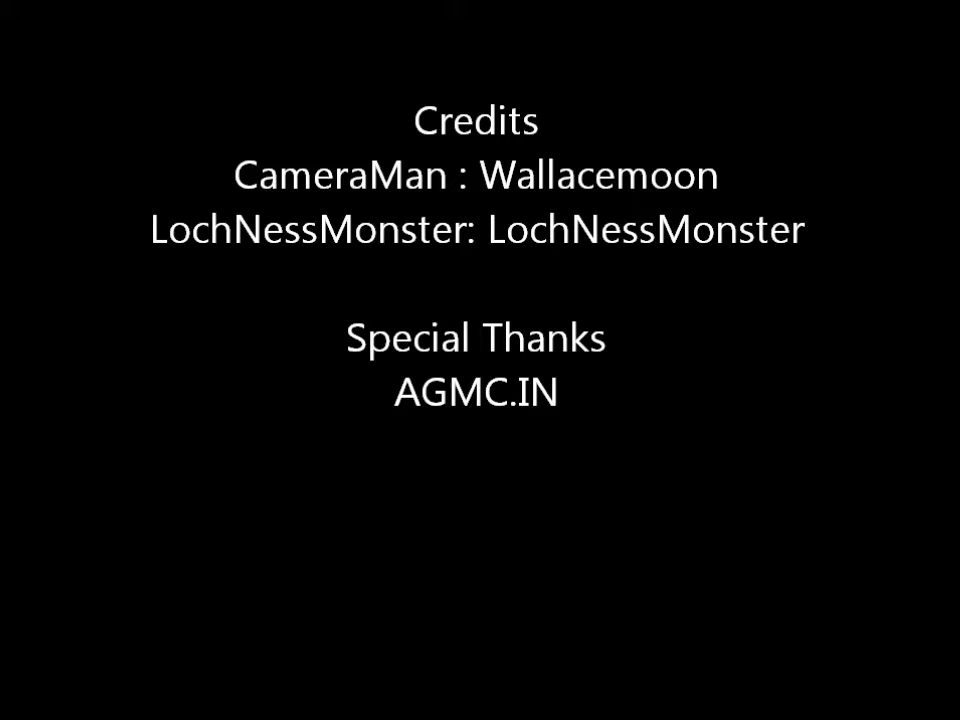 Credits
CameraMan : Wallacemoon
LochNessMonster: LochNessMonster
Special Thanks
AGMC.IN